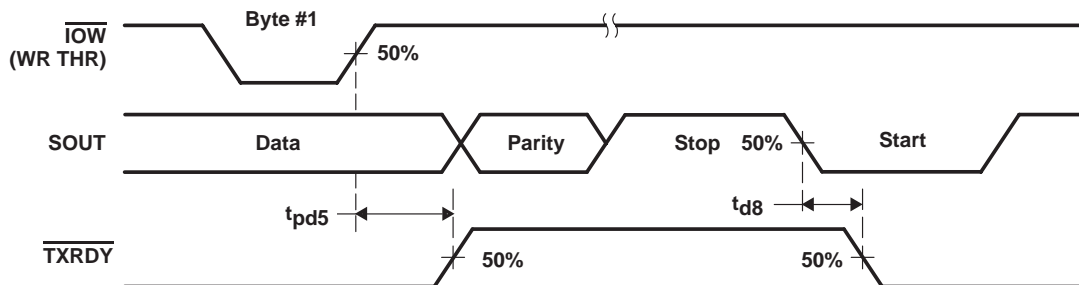 Byte #1
IOW
(WR THR)
50%
SOUT
Data
Parity
Stop
50%
Start
tpd5
td8
TXRDY
50%
50%